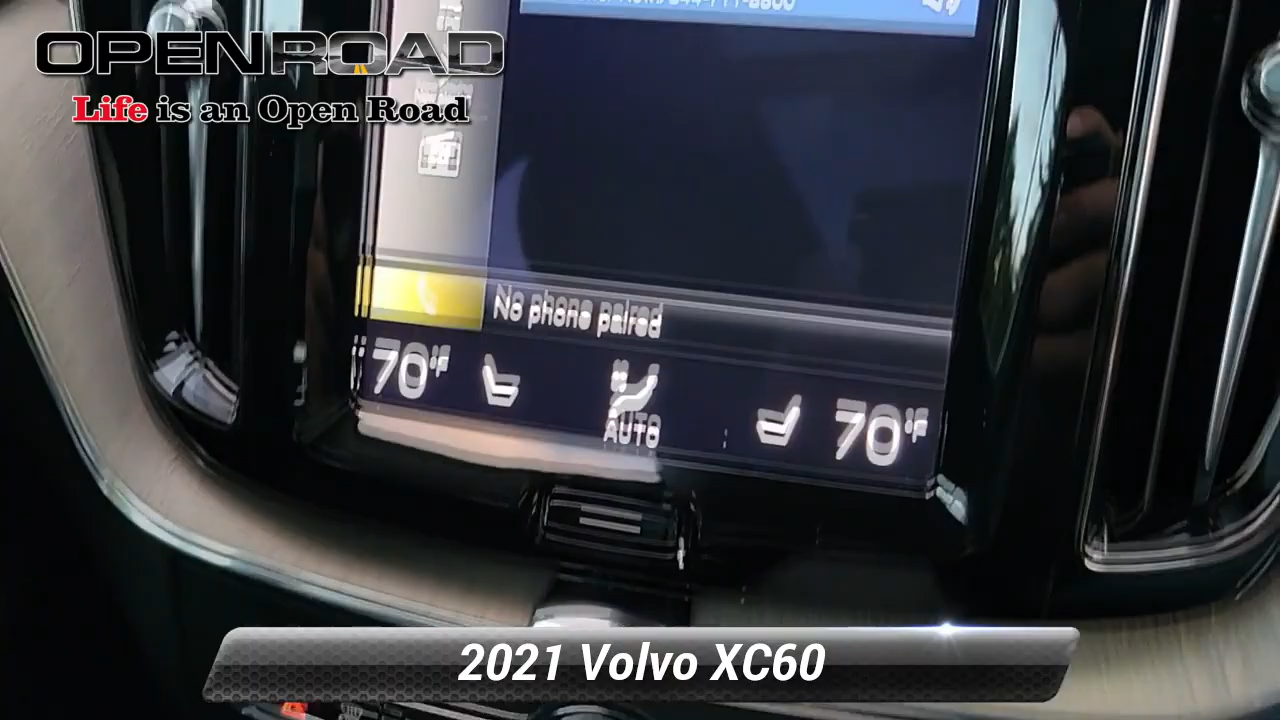 OPENROAD
Life is an Open Road
No phone paired
70°F
AUTO
70°F
2021 Volvo XC60